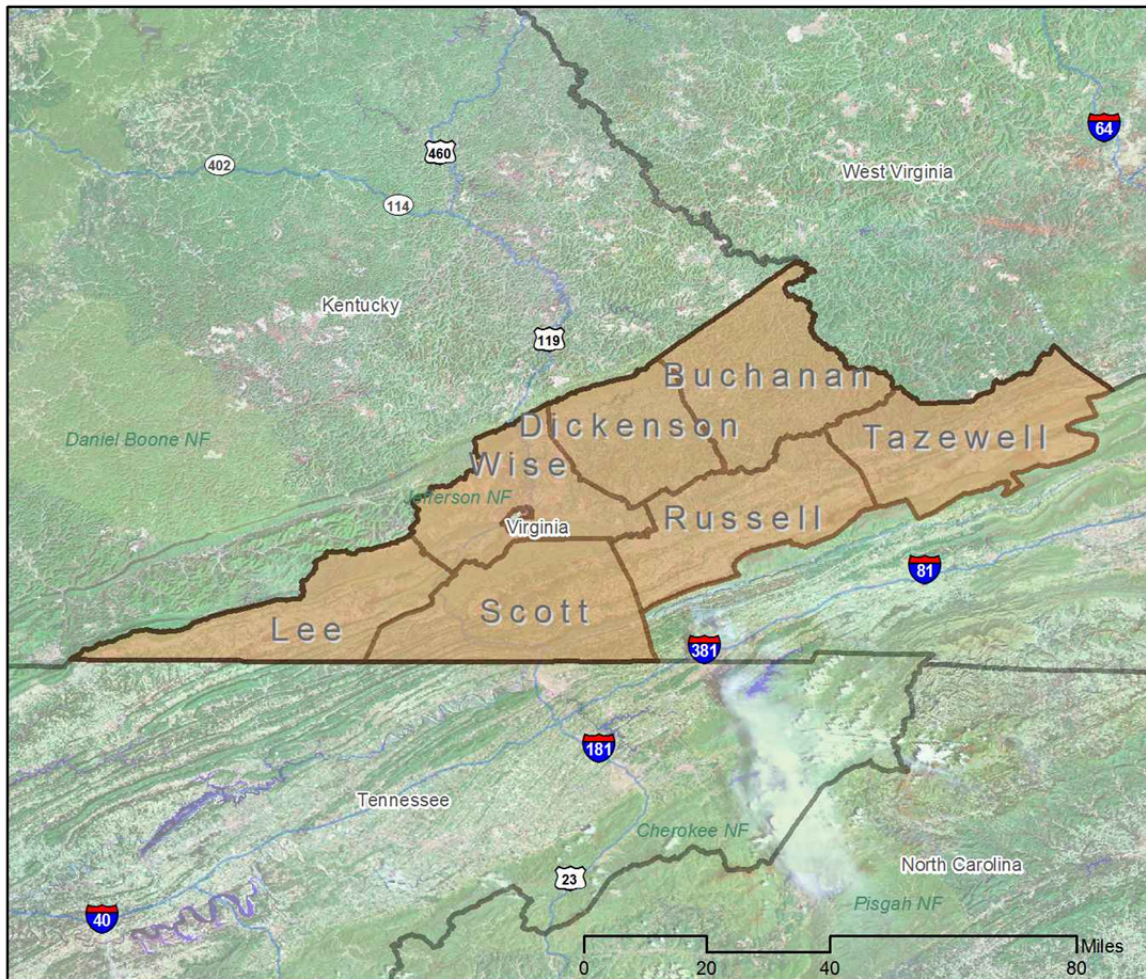 64
West Virginia
460
402
114
Kentucky
119
Buchanan
Dickenson
Tazewell
Daniel Boone NF
Wise
Jefferson NF
Virginia
Russell
81
Scott
Lee
381
181
Tennessee
Cherokee NF
North Carolina
23
Pisgah NF
40
Miles
0 20 40 80